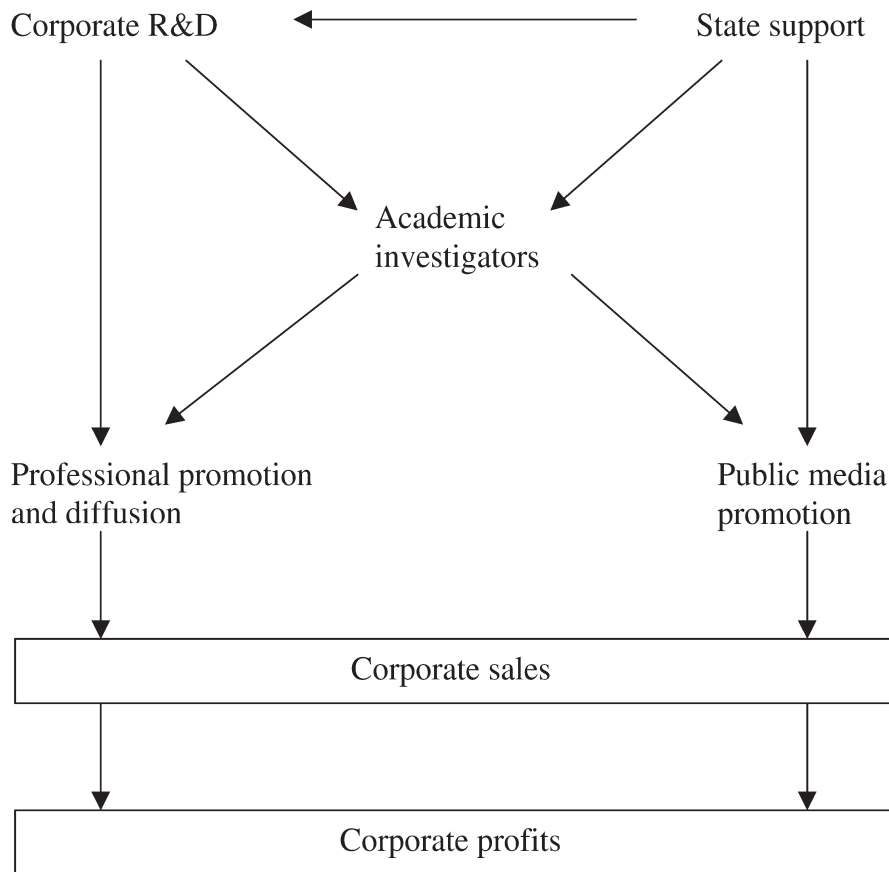 Corporate R&D
State support
Academic
investigators
Professional promotion
and diffusion
Public media
promotion
Corporate sales
Corporate profits